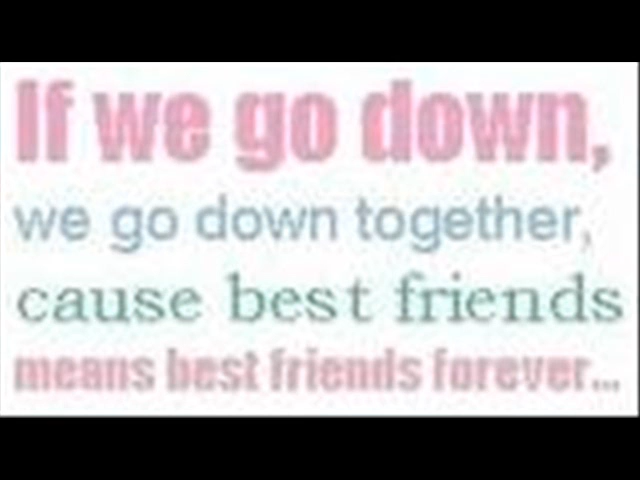 If we go down,
we go down together,
cause best friends
means best friends forever...